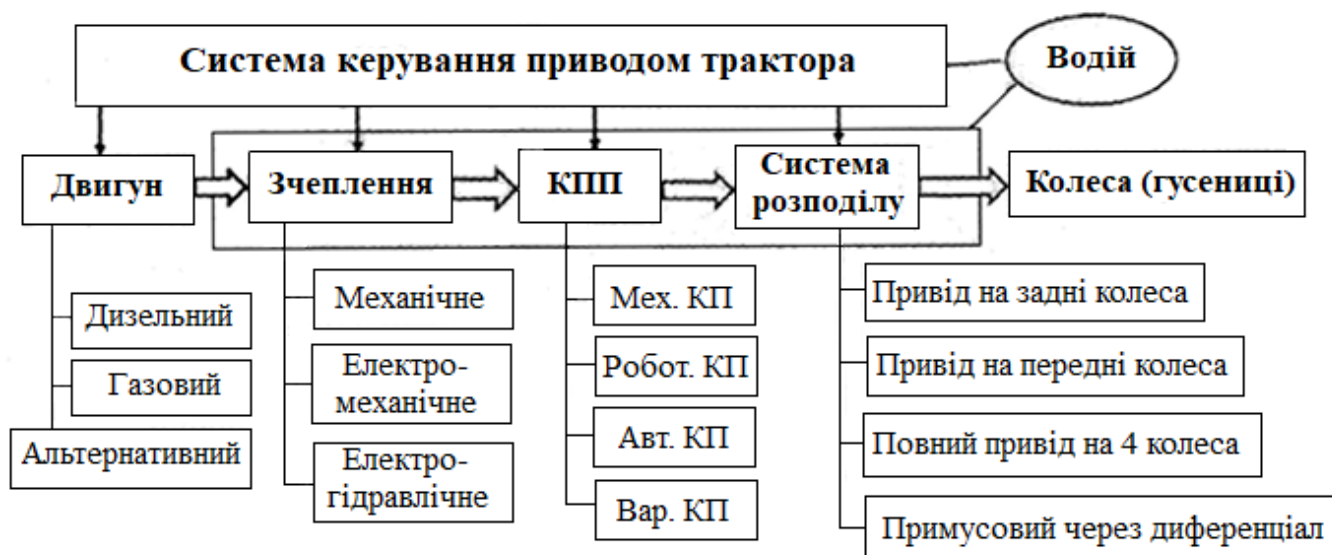 Система керування приводом трактора
Водій
Двигун
Зчеплення
КПП
Система
розподілу
Колеса (гусениці)
Дизельний
Газовий
Альтернативний
Механічне
Електро-
механічне
Електро-
гідравлічне
Мех. КП
Робот. КП
Авт. КП
Вар. КП
Привід на задні колеса
Привід на передні колеса
Повний привід на 4 колеса
Примусовий через диференціал